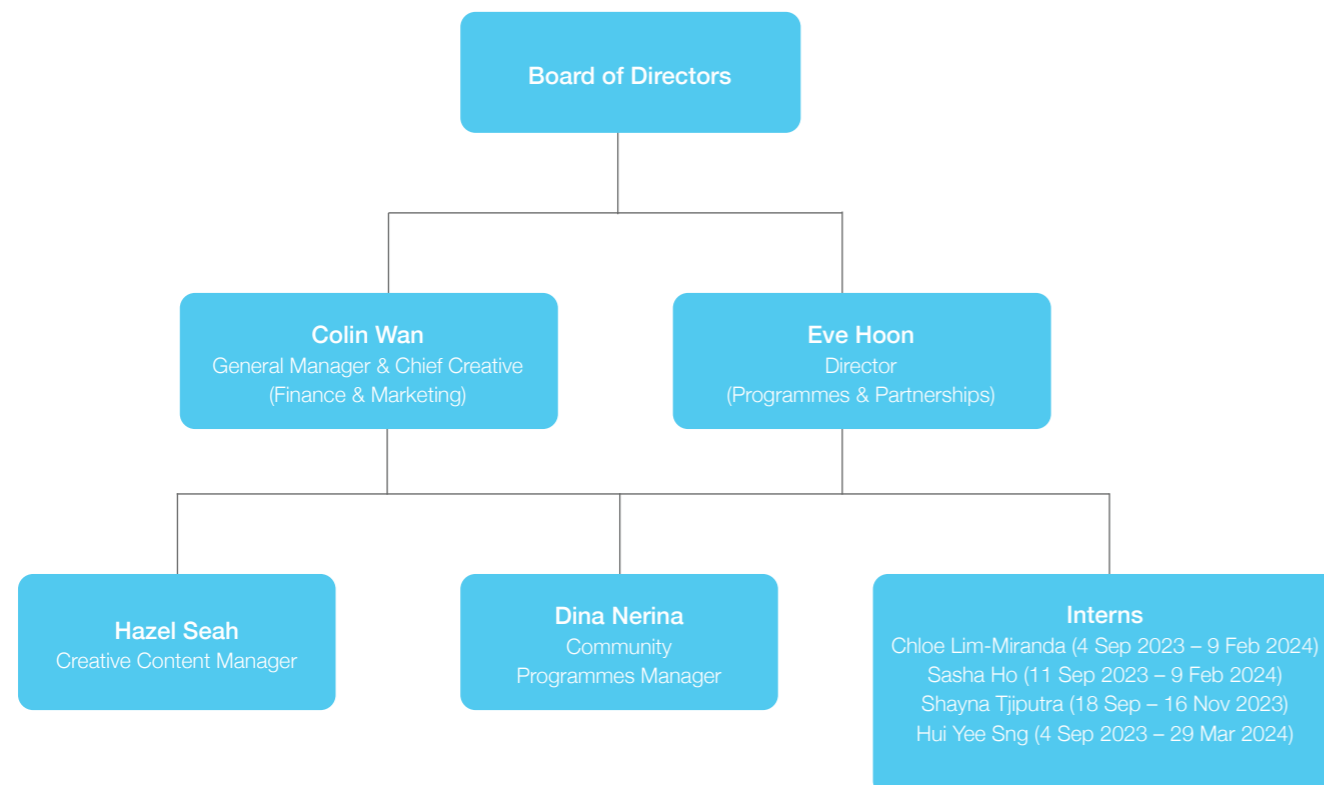 Board of Directors
Colin Wan
General Manager & Chief Creative
(Finance & Marketing)
Eve Hoon
Director
(Programmes & Partnerships)
Hazel Seah
Creative Content Manager
Dina Nerina
Community
Programmes Manager
Interns
Chloe Lim-Miranda (4 Sep 2023 – 9 Feb 2024)
Sasha Ho (11 Sep 2023 – 9 Feb 2024)
Shayna Tjiputra (18 Sep – 16 Nov 2023)
Hui Yee Sng (4 Sep 2023 – 29 Mar 2024)